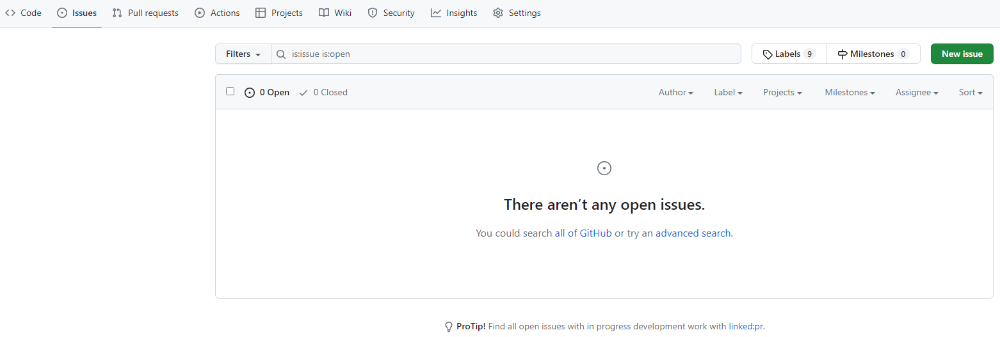 Code Issues Pull requests Actions Projects Wiki Security Insights Settings
Filters is:issue is:open Labels 9 Milestones 0 New issue
0 Open 0 Closed Author Label Projects Milestones Assignee Sort
There aren’t any open issues.
You could search all of GitHub or try an advanced search.
ProTip! Find all open issues with in progress development work with linked:pr.